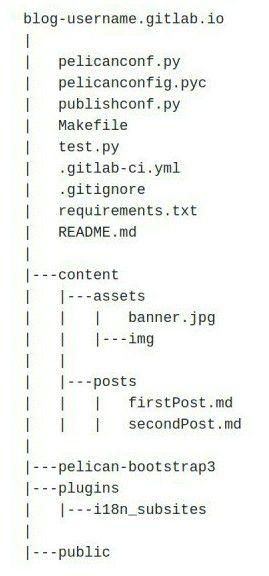 blog-username.gitlab.io
|
|   pelicanconf.py
|   pelicanconfig.pyc
|   publishconf.py
|   Makefile
|   test.py
|   .gitlab-ci.yml
|   .gitignore
|   requirements.txt
|   README.md
|
|---content
|   |---assets
|   |   |   banner.jpg
|   |   |---img
|   |
|   |---posts
|   |   |   firstPost.md
|   |   |   secondPost.md
|
|---pelican-bootstrap3
|---plugins
|   |---i18n_subsites
|
|---public